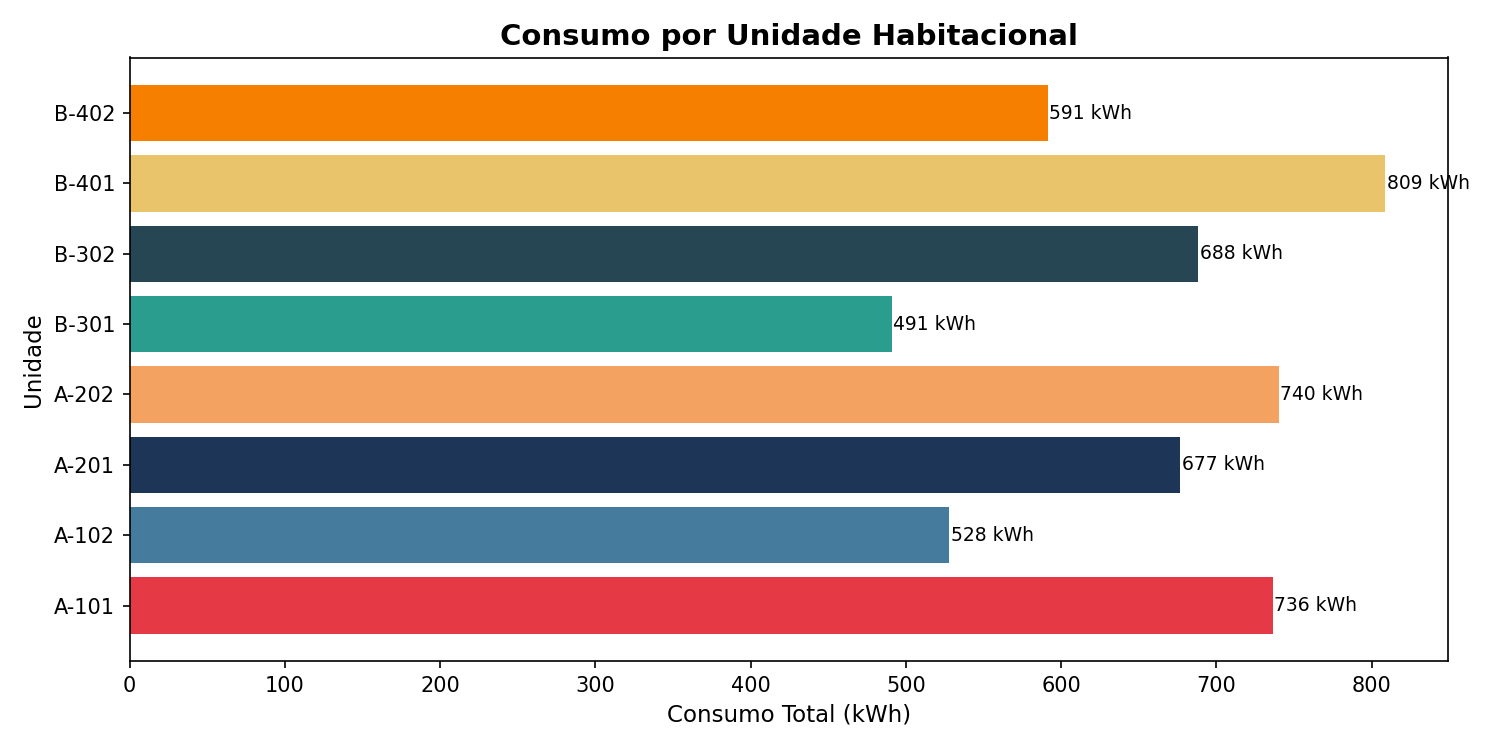 Consumo por Unidade Habitacional
Unidade
B-402 591 kWh
B-401 809 kWh
B-302 688 kWh
B-301 491 kWh
A-202 740 kWh
A-201 677 kWh
A-102 528 kWh
A-101 736 kWh
0 100 200 300 400 500 600 700 800
Consumo Total (kWh)